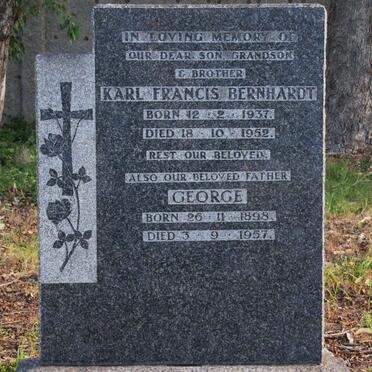 IN LOVING MEMORY OF
OUR DEAR SON, GRANDSON
& BROTHER
KARL FRANCIS BERNHARDT
BORN 12 - 2 - 1937.
DIED 18 - 10 - 1952.
REST OUR BELOVED.
ALSO OUR BELOVED FATHER
GEORGE
BORN 26 - 11 - 1898.
DIED 3 - 9 - 1957.